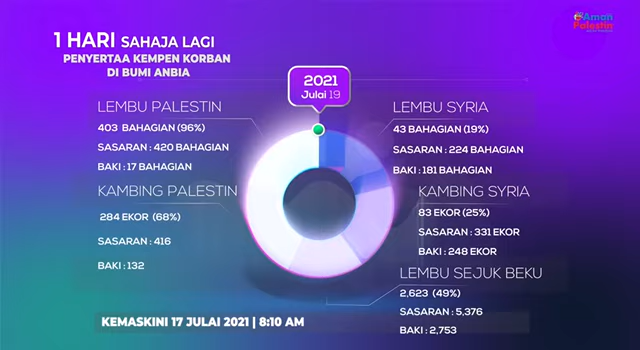 1 HARI SAHAJA LAGI
PENYERTAA KEMPEN KORBAN
DI BUMI ANBIA
Aman
Palestin
2021
Julai 19
LEMBU PALESTIN
403 BAHAGIAN (96%)
SASARAN : 420 BAHAGIAN
BAKI : 17 BAHAGIAN
KAMBING PALESTIN
284 EKOR (68%)
SASARAN : 416
BAKI : 132
LEMBU SYRIA
43 BAHAGIAN (19%)
SASARAN : 224 BAHAGIAN
BAKI : 181 BAHAGIAN
KAMBING SYRIA
83 EKOR (25%)
SASARAN : 331 EKOR
BAKI : 248 EKOR
LEMBU SEJUK BEKU
2,623 (49%)
SASARAN : 5,376
BAKI : 2,753
KEMASKINI 17 JULAI 2021 | 8:10 AM